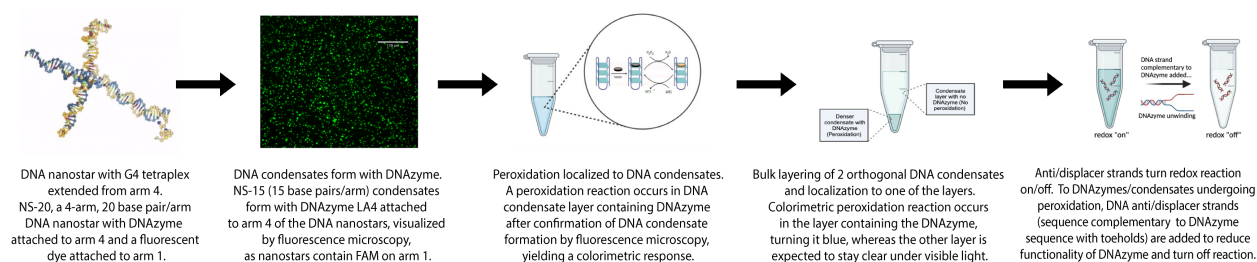 170 μm
H₂O₂
H₂O
hemin
DNA strand
complementary to
DNAzyme added...
Condensate
layer with no
DNAzyme (No
peroxidation)
Denser
condensate with
DNAzyme
(Peroxidation)
DNAzyme unwinding
redox "on"
redox "off"
DNA nanostar with G4 tetraplex
extended from arm 4.
NS-20, a 4-arm, 20 base pair/arm
DNA nanostar with DNAzyme
attached to arm 4 and a fluorescent
dye attached to arm 1.
DNA condensates form with DNAzyme.
NS-15 (15 base pairs/arm) condensates
form with DNAzyme LA4 attached
to arm 4 of the DNA nanostars, visualized
by fluorescence microscopy,
as nanostars contain FAM on arm 1.
Peroxidation localized to DNA condensates.
A peroxidation reaction occurs in DNA
condensate layer containing DNAzyme
after confirmation of DNA condensate
formation by fluorescence microscopy,
yielding a colorimetric response.
Bulk layering of 2 orthogonal DNA condensates
and localization to one of the layers.
Colorimetric peroxidation reaction occurs
in the layer containing the DNAzyme,
turning it blue, whereas the other layer is
expected to stay clear under visible light.
Anti/displacer strands turn redox reaction
on/off. To DNAzymes/condensates undergoing
peroxidation, DNA anti/displacer strands
(sequence complementary to DNAzyme
sequence with toeholds) are added to reduce
functionality of DNAzyme and turn off reaction.